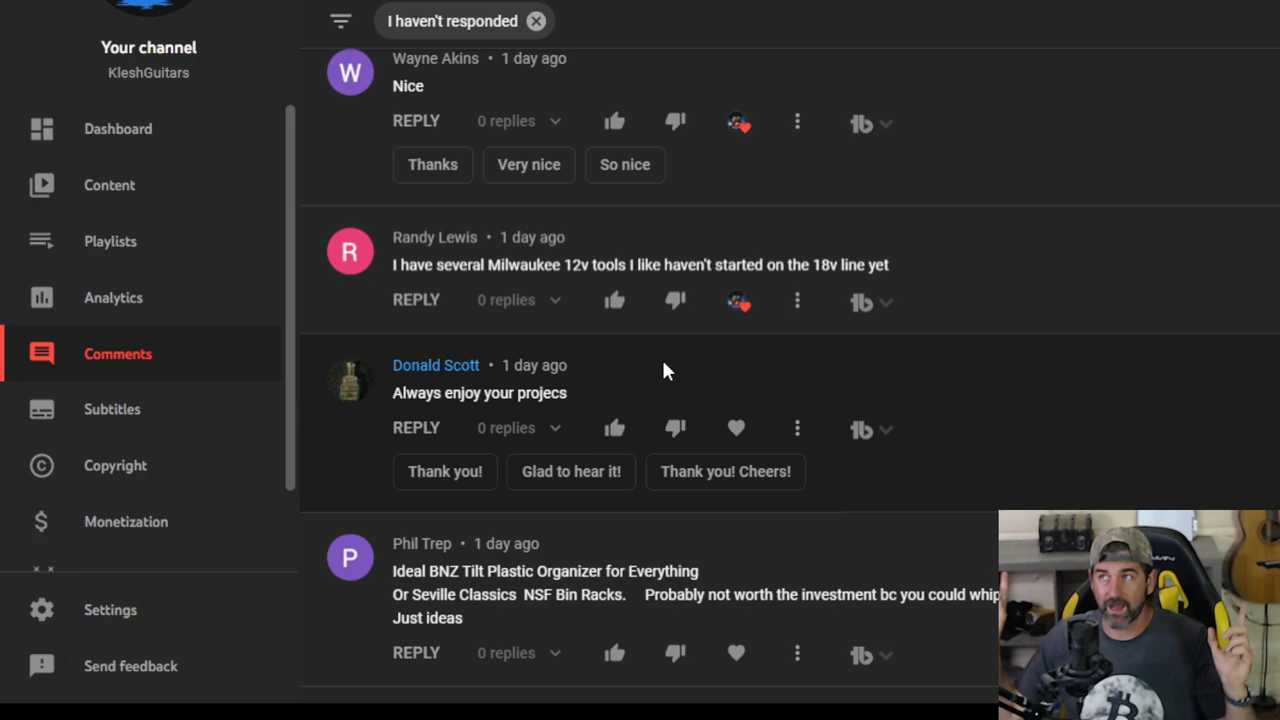 Your channel
KleshGuitars
Dashboard
Content
Playlists
Analytics
Comments
Subtitles
Copyright
Monetization
Settings
Send feedback
I haven't responded
W
Wayne Akins • 1 day ago
Nice
REPLY 0 replies
Thanks Very nice So nice
R
Randy Lewis • 1 day ago
I have several Milwaukee 12v tools I like haven't started on the 18v line yet
REPLY 0 replies
Donald Scott • 1 day ago
Always enjoy your projecs
REPLY 0 replies
Thank you! Glad to hear it! Thank you! Cheers!
P
Phil Trep • 1 day ago
Ideal BNZ Tilt Plastic Organizer for Everything
Or Seville Classics NSF Bin Racks. Probably not worth the investment bc you could whip
Just ideas
REPLY 0 replies